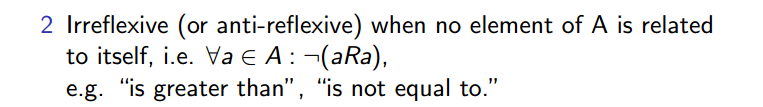 2 Irreflexive (or anti-reflexive) when no element of A is related
to itself, i.e. ∀a ∈ A : ¬(aRa),
e.g. “is greater than”, “is not equal to.”